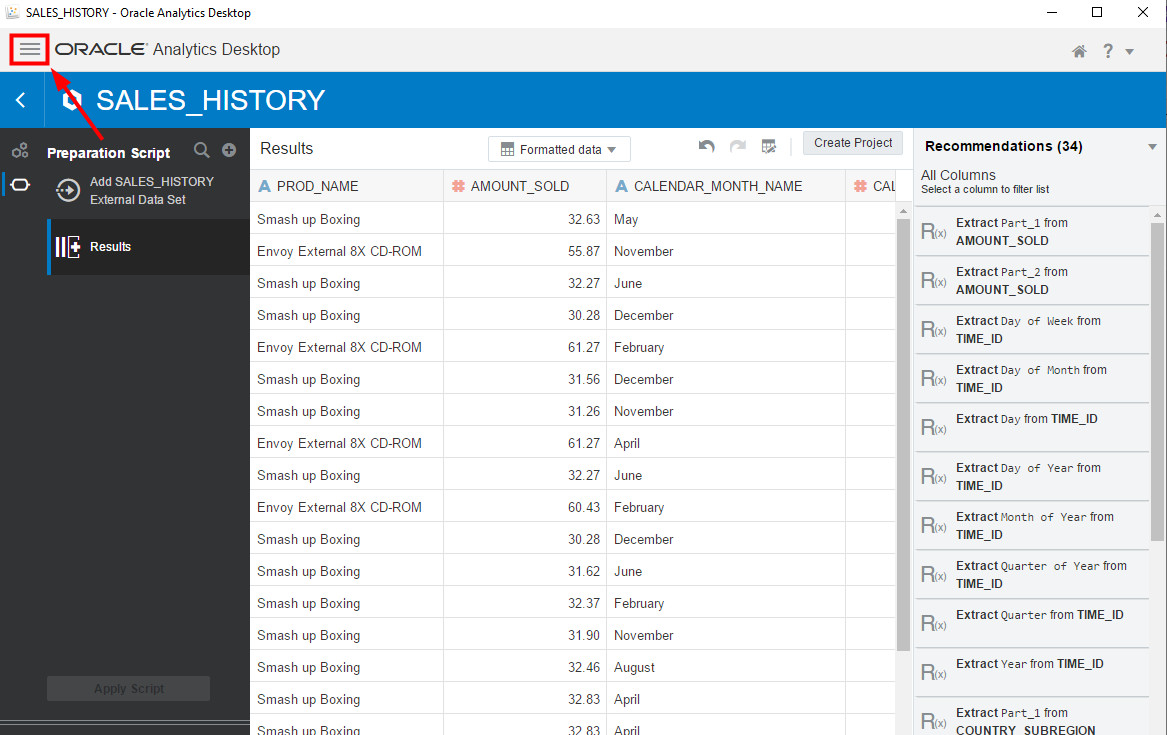 SALES_HISTORY - Oracle Analytics Desktop
ORACLE Analytics Desktop
?
SALES_HISTORY
Preparation Script
Add SALES_HISTORY
External Data Set
Results
Apply Script
Results
Formatted data
Create Project
A PROD_NAME
# AMOUNT_SOLD
A CALENDAR_MONTH_NAME
# CAL
Smash up Boxing 32.63 May
Envoy External 8X CD-ROM 55.87 November
Smash up Boxing 32.27 June
Smash up Boxing 30.28 December
Envoy External 8X CD-ROM 61.27 February
Smash up Boxing 31.56 December
Smash up Boxing 31.26 November
Envoy External 8X CD-ROM 61.27 April
Smash up Boxing 32.27 June
Envoy External 8X CD-ROM 60.43 February
Smash up Boxing 30.28 December
Smash up Boxing 31.62 June
Smash up Boxing 32.37 February
Smash up Boxing 31.90 November
Smash up Boxing 32.46 August
Smash up Boxing 32.83 April
Smash up Boxing 32.83 April
Recommendations (34)
All Columns
Select a column to filter list
R(x) Extract Part_1 from
AMOUNT_SOLD
R(x) Extract Part_2 from
AMOUNT_SOLD
R(x) Extract Day of Week from
TIME_ID
R(x) Extract Day of Month from
TIME_ID
R(x) Extract Day from TIME_ID
R(x) Extract Day of Year from
TIME_ID
R(x) Extract Month of Year from
TIME_ID
R(x) Extract Quarter of Year from
TIME_ID
R(x) Extract Quarter from TIME_ID
R(x) Extract Year from TIME_ID
R(x) Extract Part_1 from
COUNTRY_SUBREGION